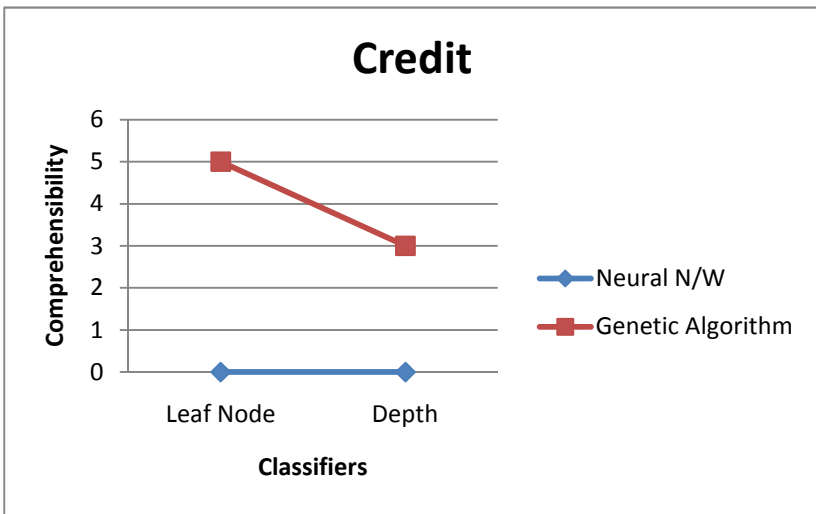 Credit
Comprehensibility
6
5
4
3
2
1
0
Leaf Node
Depth
Classifiers
Neural N/W
Genetic Algorithm